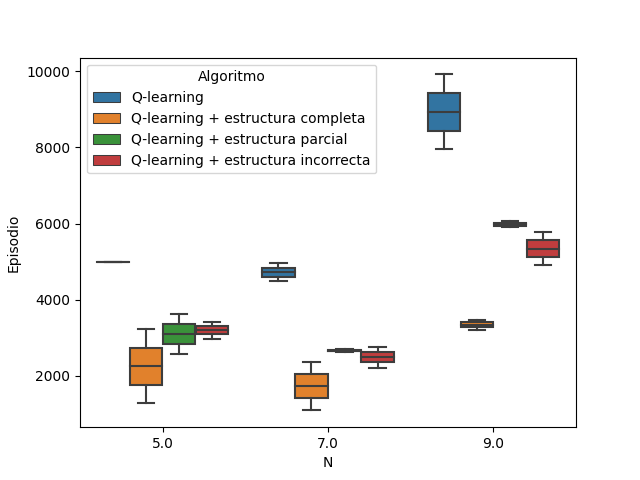 10000
8000
6000
4000
2000
Episodio
Algoritmo
Q-learning
Q-learning + estructura completa
Q-learning + estructura parcial
Q-learning + estructura incorrecta
5.0 7.0 9.0
N